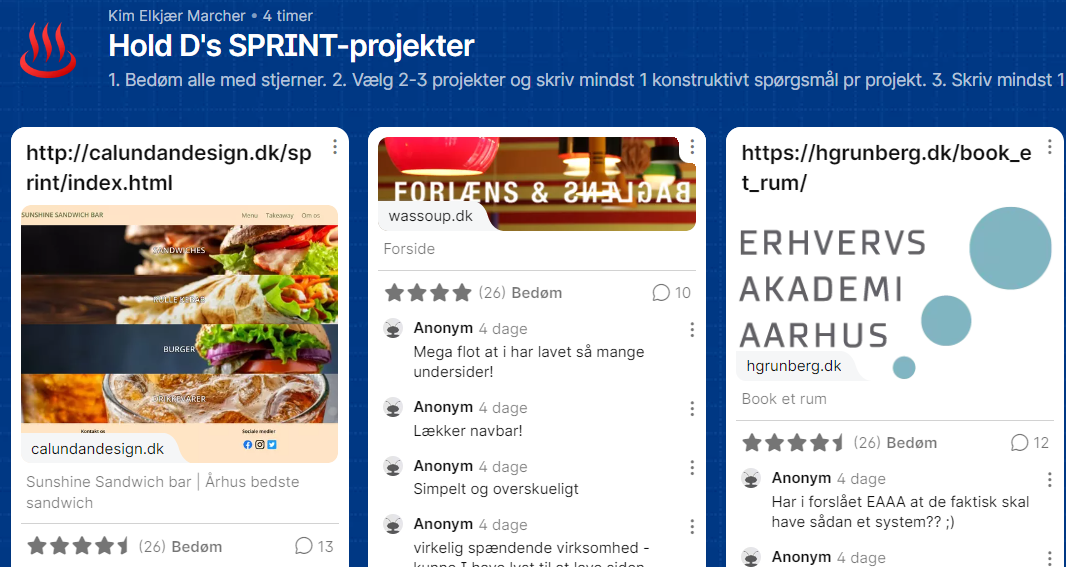 Kim Elkjær Marcher • 4 timer
Hold D's SPRINT-projekter
1. Bedøm alle med stjerner. 2. Vælg 2-3 projekter og skriv mindst 1 konstruktivt spørgsmål pr projekt. 3. Skriv mindst 1
http://calundandesign.dk/sp
rint/index.html
SUNSHINE SANDWICH BAR
Menu Takeaway Om os
SANDWICHES
RULLE KEBAB
BURGER
DRIKKEVARER
Kontakt os
Sociale medier
calundandesign.dk
Sunshine Sandwich bar | Århus bedste
sandwich
(26) Bedøm 13
FORLÆNS & BAGLÆNS
wassoup.dk
Forside
(26) Bedøm 10
Anonym 4 dage
Mega flot at i har lavet så mange
undersider!
Anonym 4 dage
Lækker navbar!
Anonym 4 dage
Simpelt og overskueligt
Anonym 4 dage
virkelig spændende virksomhed -
https://hgrunberg.dk/book_e
t_rum/
ERHVERVS
AKADEMI
AARHUS
hgrunberg.dk
Book et rum
(26) Bedøm 12
Anonym 4 dage
Har i forslået EAAA at de faktisk skal
have sådan et system?? ;)
Anonym 4 dage